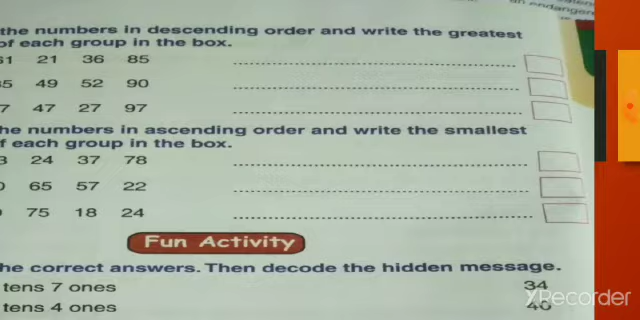 the numbers in descending order and write the greatest
of each group in the box.
21 36 85
49 52 90
7 47 27 97
he numbers in ascending order and write the smallest
f each group in the box.
24 37 78
65 57 22
75 18 24
Fun Activity
he correct answers. Then decode the hidden message.
tens 7 ones 34
tens 4 ones 40
XRecorder